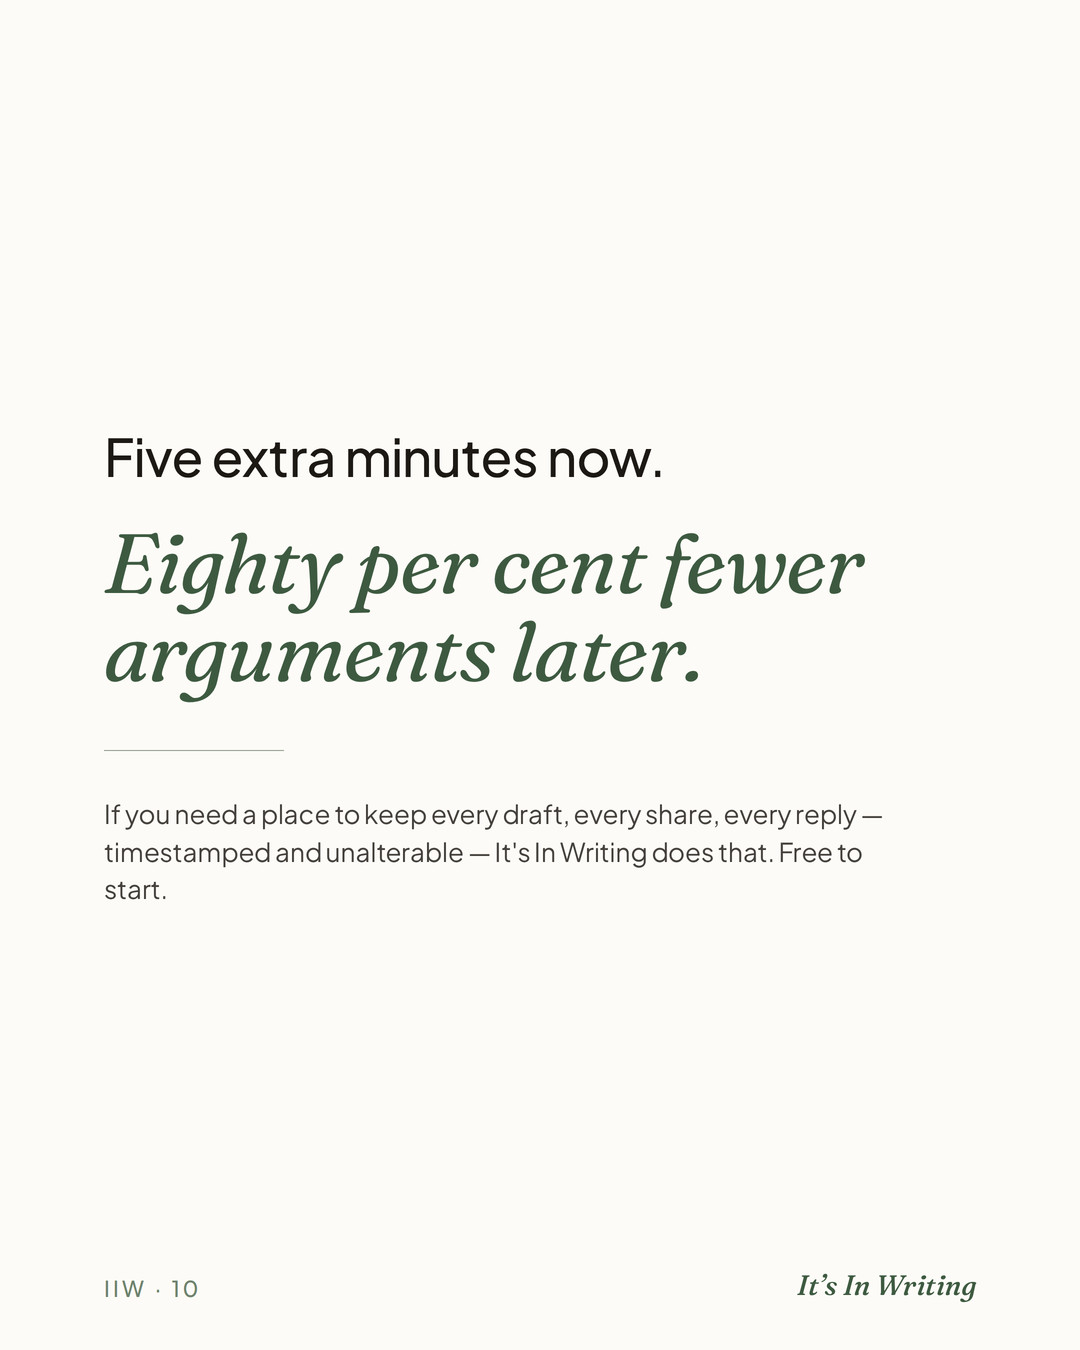 Five extra minutes now.
Eighty per cent fewer
arguments later.
If you need a place to keep every draft, every share, every reply —
timestamped and unalterable — It's In Writing does that. Free to
start.
IIW · 10
It’s In Writing